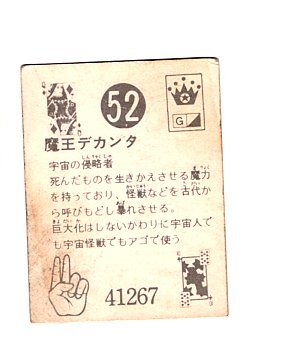 52
G
魔王デカンタ
宇宙の侵略者
死んだものを生きかえさせる魔力
を持っており、怪獣などを古代か
ら呼びもどし暴れさせる。
巨大化はしないかわりに宇宙人で
も宇宙怪獣でもアゴで使う
41267